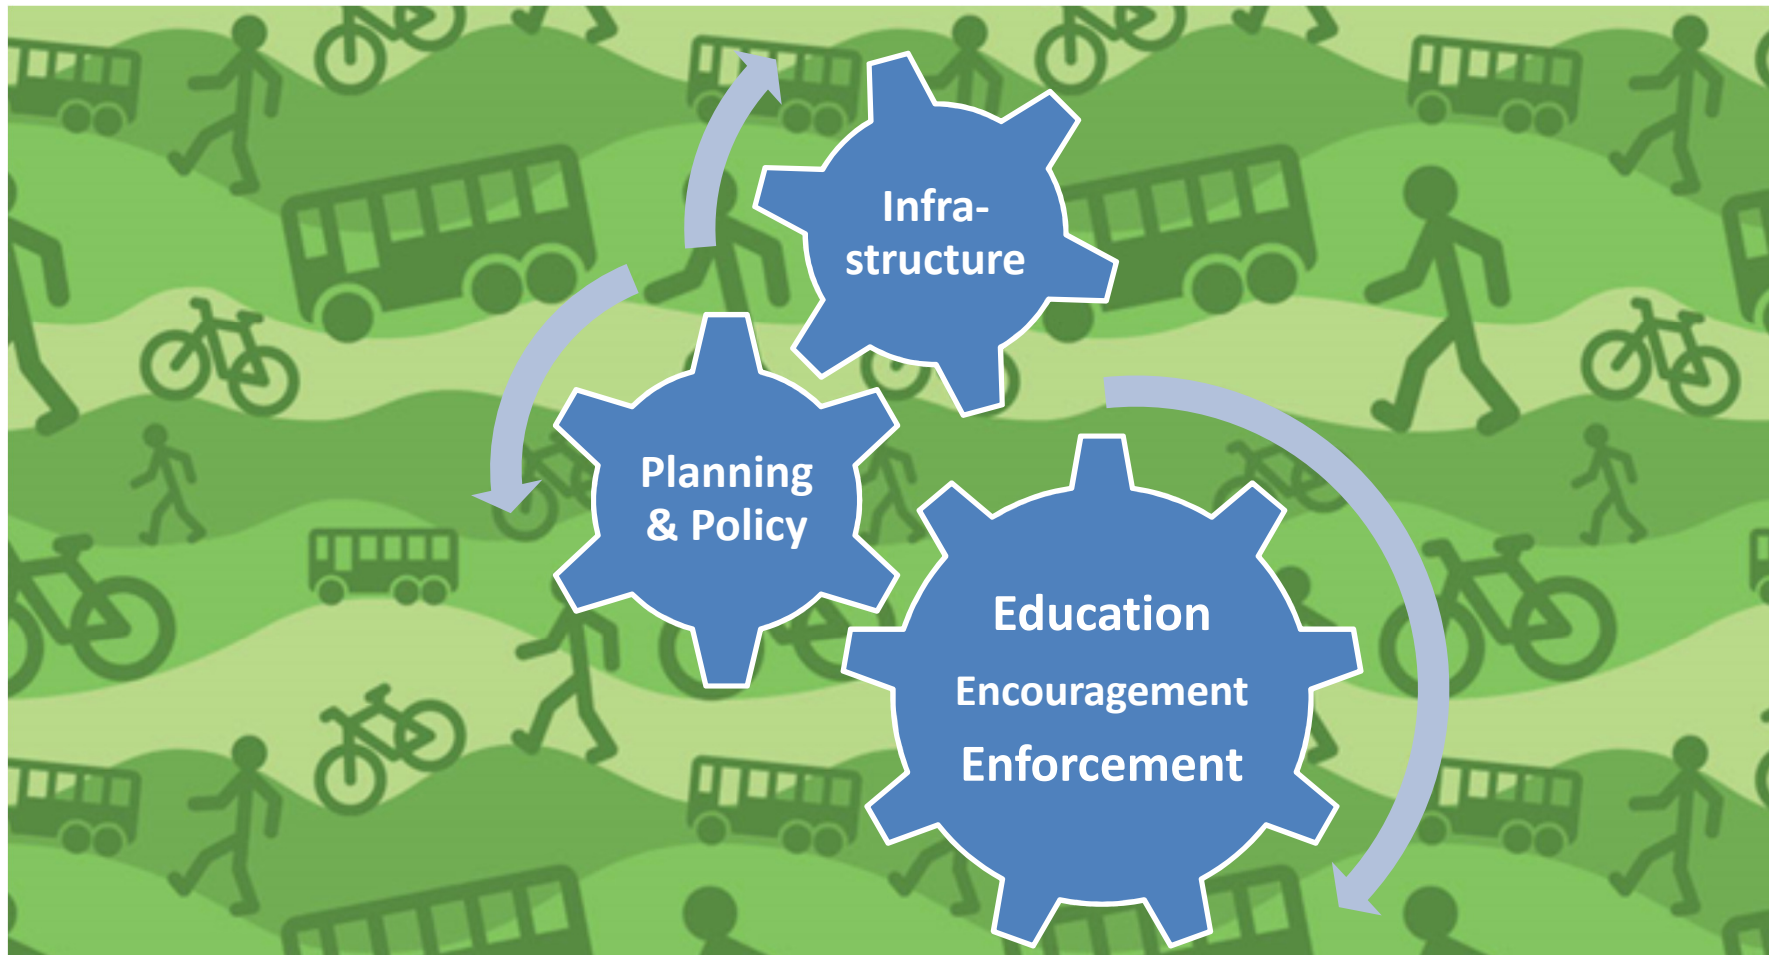 Infra-
structure
Planning
& Policy
Education
Encouragement
Enforcement